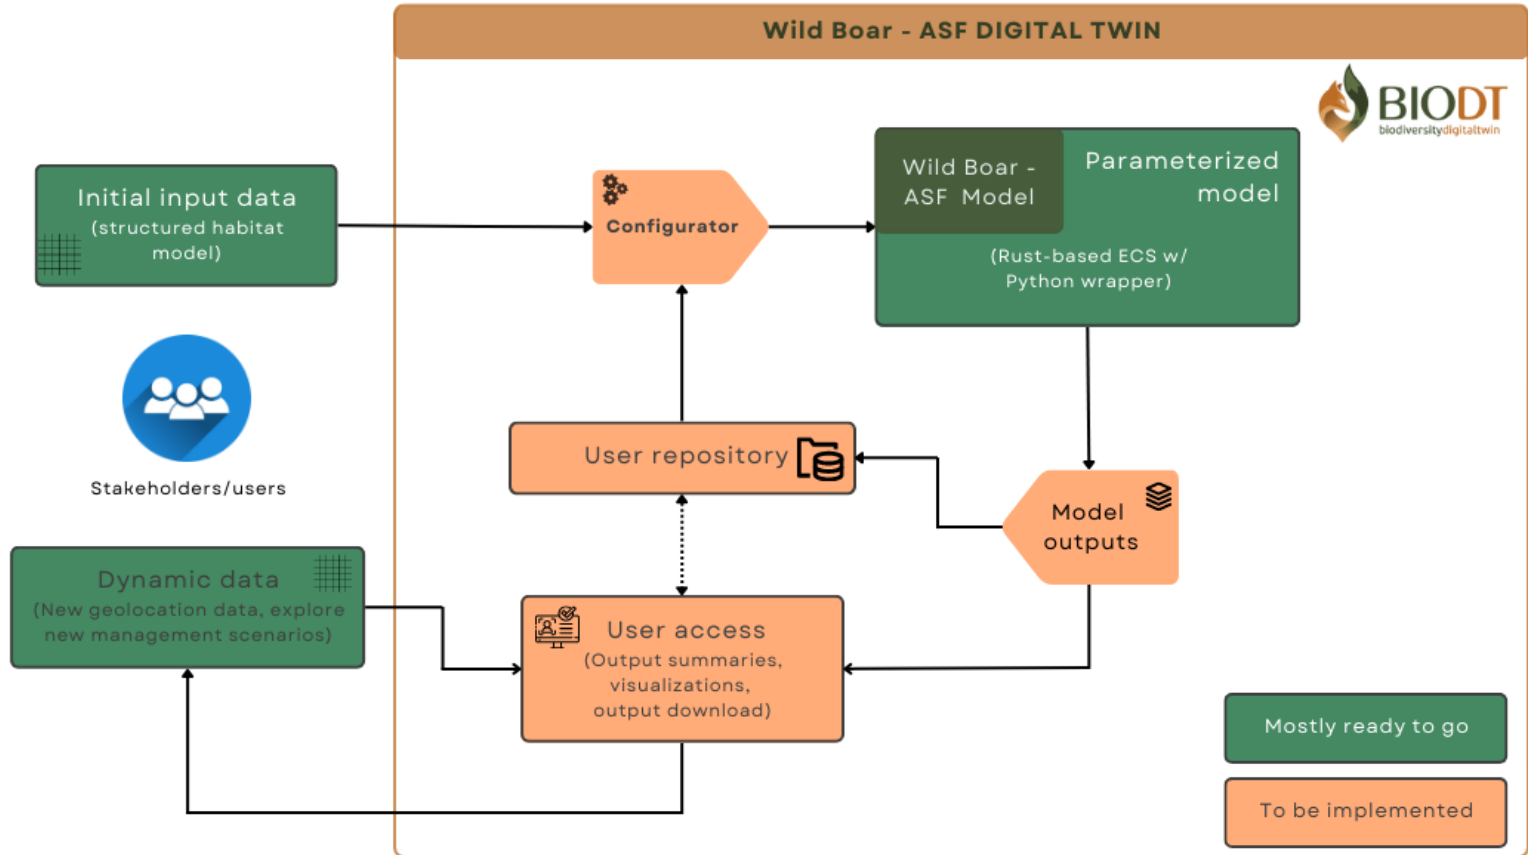 Wild Boar - ASF DIGITAL TWIN
BIODT
biodiversitydigitaltwin
Initial input data
(structured habitat
model)
Configurator
Wild Boar -
ASF Model
Parameterized
model
(Rust-based ECS w/
Python wrapper)
Stakeholders/users
User repository
Model
outputs
Dynamic data
(New geolocation data, explore
new management scenarios)
User access
(Output summaries,
visualizations,
output download)
Mostly ready to go
To be implemented